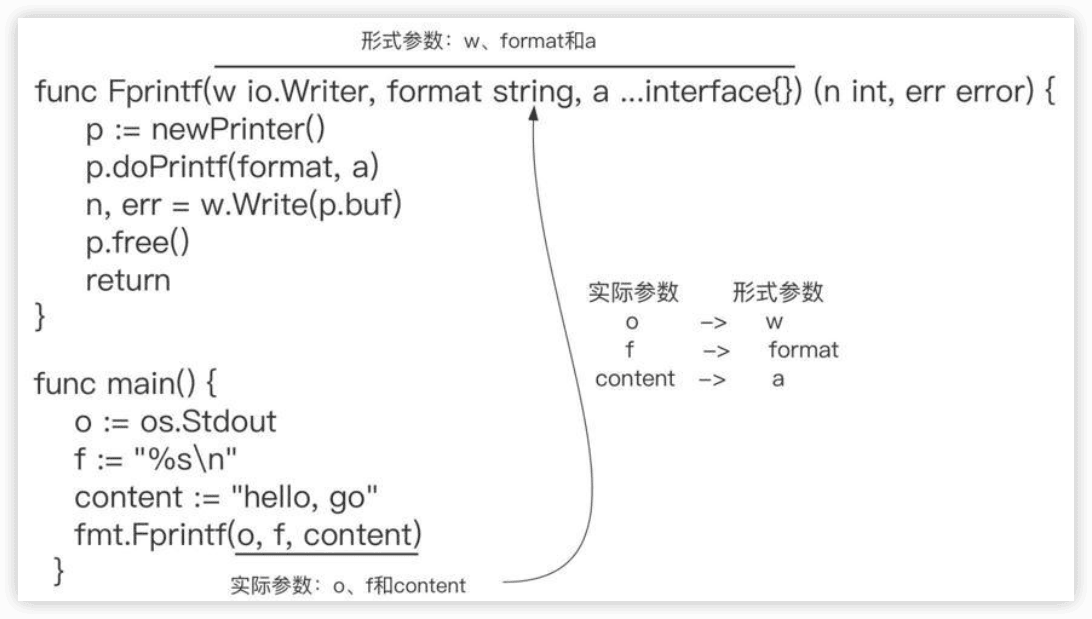 形式参数：w、format和a
func Fprintf(w io.Writer, format string, a ...interface{}) (n int, err error) {
p := newPrinter()
p.doPrintf(format, a)
n, err = w.Write(p.buf)
p.free()
return
}
实际参数 形式参数
o -> w
f -> format
content -> a
func main() {
o := os.Stdout
f := "%s\n"
content := "hello, go"
fmt.Fprintf(o, f, content)
}
实际参数：o、f和content